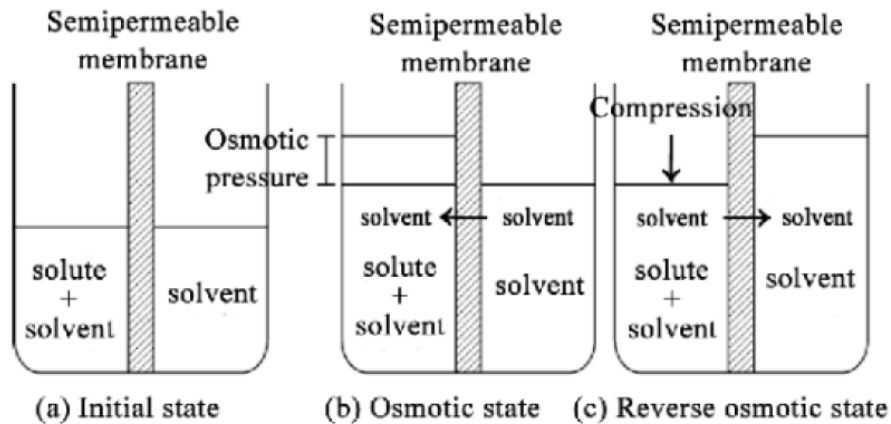 Semipermeable
membrane
solute
+
solvent
solvent
(a) Initial state
Semipermeable
membrane
Osmotic
pressure
solvent
solvent
solute
+
solvent
solvent
(b) Osmotic state
Semipermeable
membrane
Compression
solvent
solvent
solute
+
solvent
solvent
(c) Reverse osmotic state